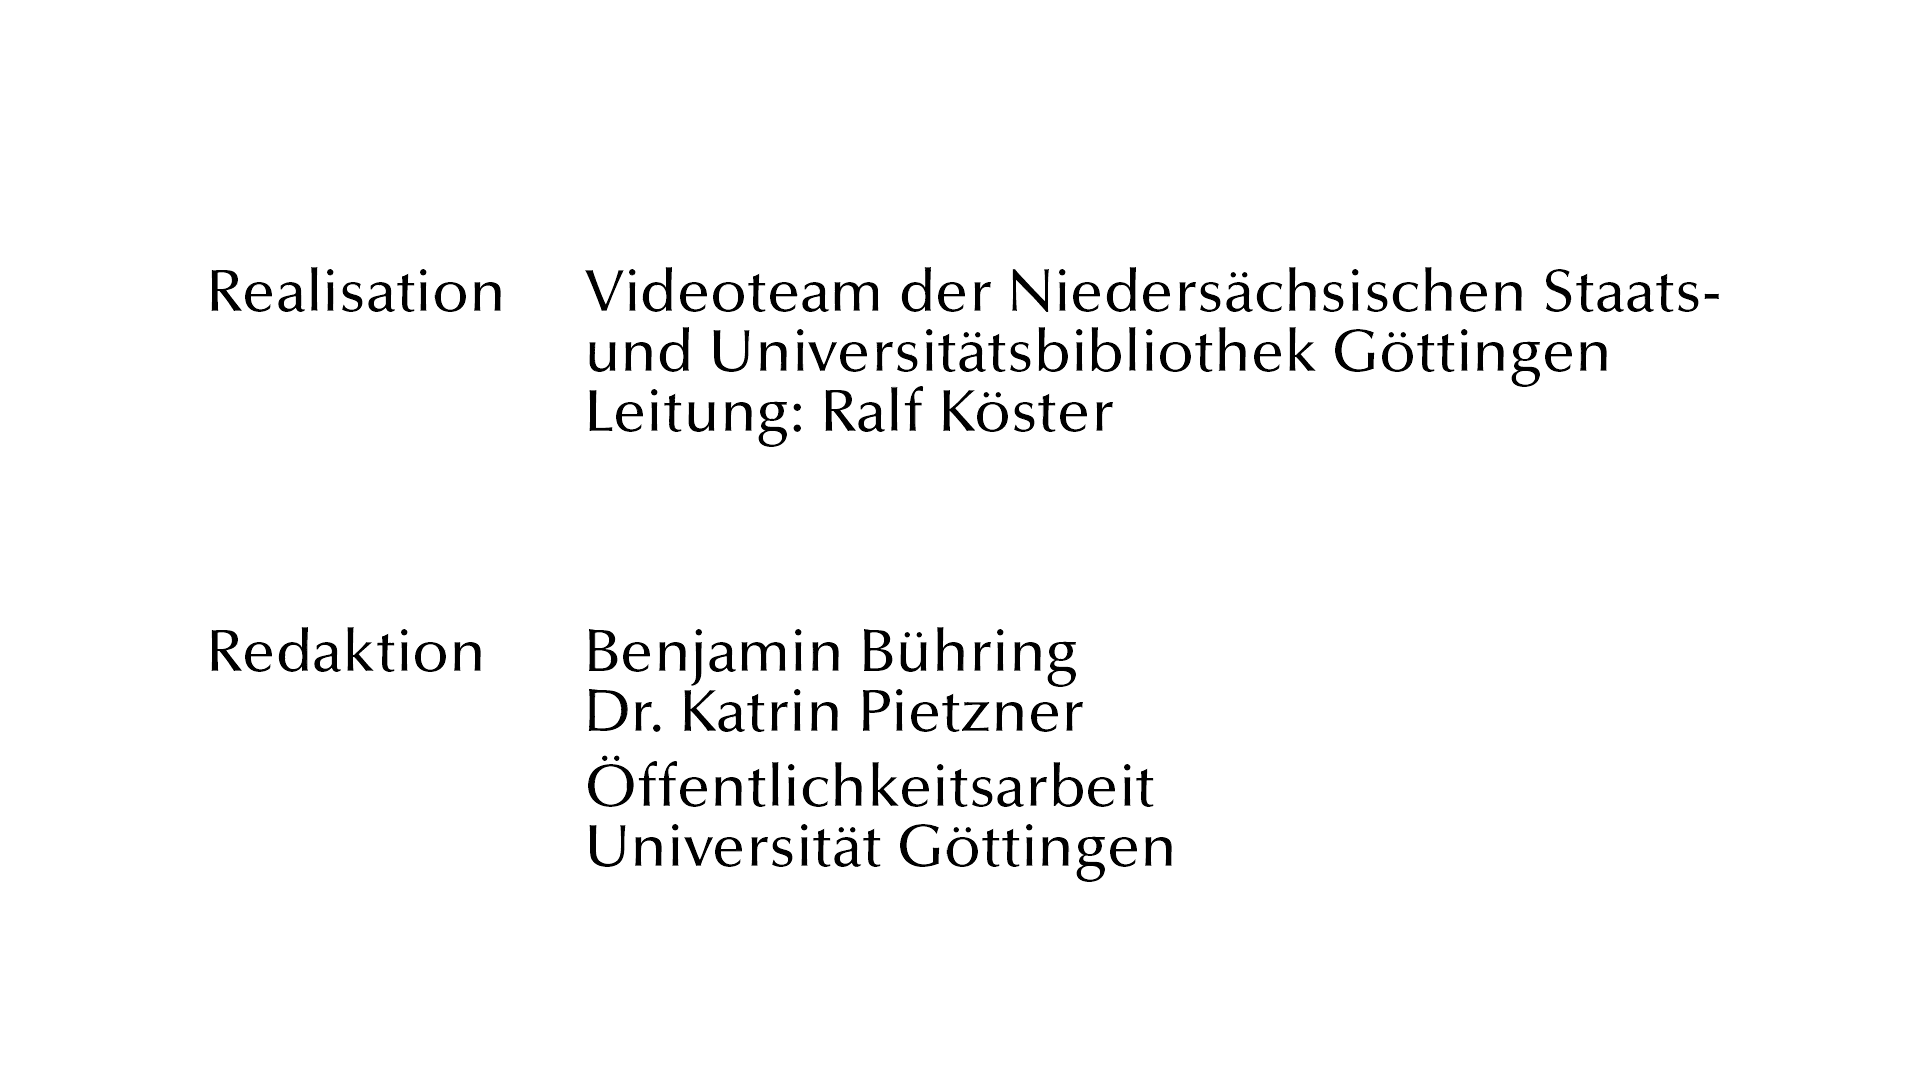 Realisation Videoteam der Niedersächsischen Staats-
und Universitätsbibliothek Göttingen
Leitung: Ralf Köster
Redaktion Benjamin Bühring
Dr. Katrin Pietzner
Öffentlichkeitsarbeit
Universität Göttingen